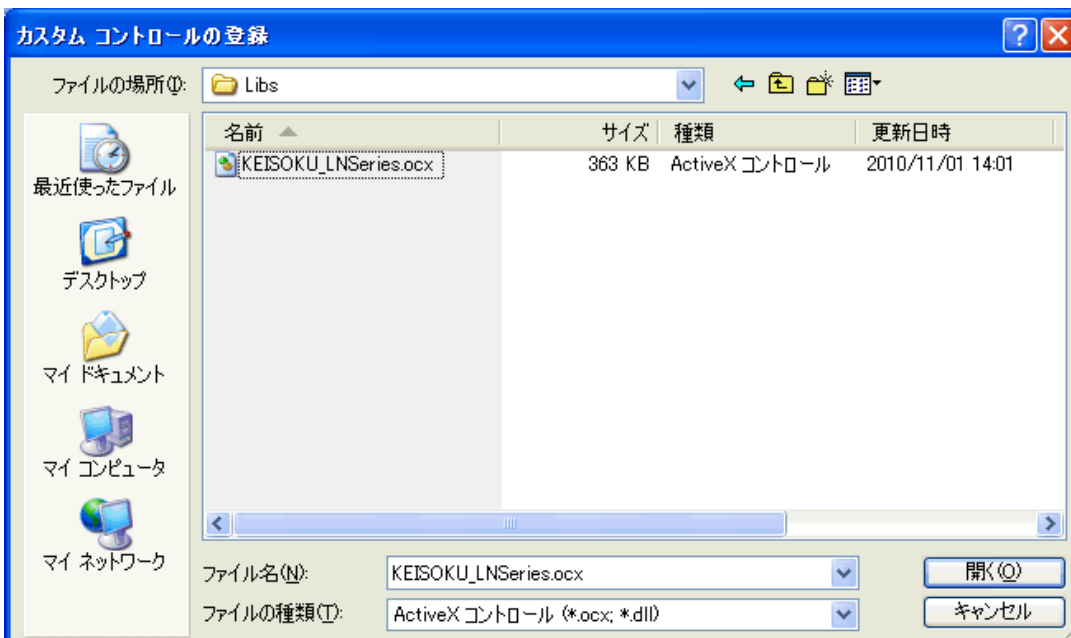 カスタム コントロールの登録
ファイルの場所(I): Libs
名前 サイズ 種類 更新日時
KEISOKU_LNSeries.ocx 363 KB ActiveX コントロール 2010/11/01 14:01
最近使ったファイル
デスクトップ
マイ ドキュメント
マイ コンピュータ
マイ ネットワーク
ファイル名(N): KEISOKU_LNSeries.ocx 開く(O)
ファイルの種類(T): ActiveX コントロール (*.ocx; *.dll) キャンセル